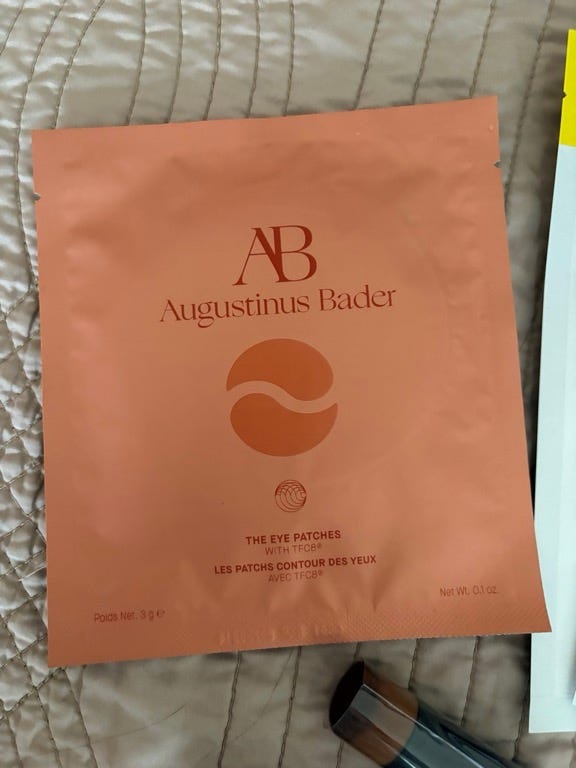 AB
Augustinus Bader
THE EYE PATCHES
WITH TFC8®
LES PATCHS CONTOUR DES YEUX
AVEC TFC8®
Poids Net. 3 g ℮
Net Wt. 0.1 oz.